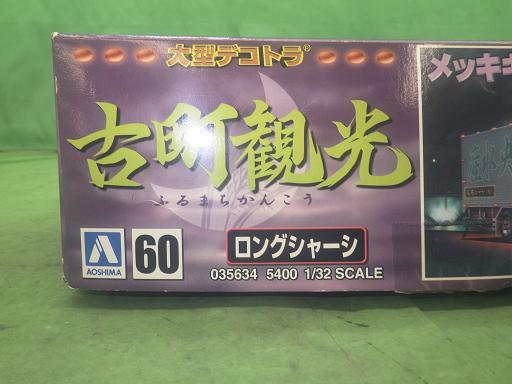 大型デコトラ®
メッキキ
古町観光
ふるまちかんこう
AOSHIMA
60
ロングシャーシ
035634 5400 1/32 SCALE